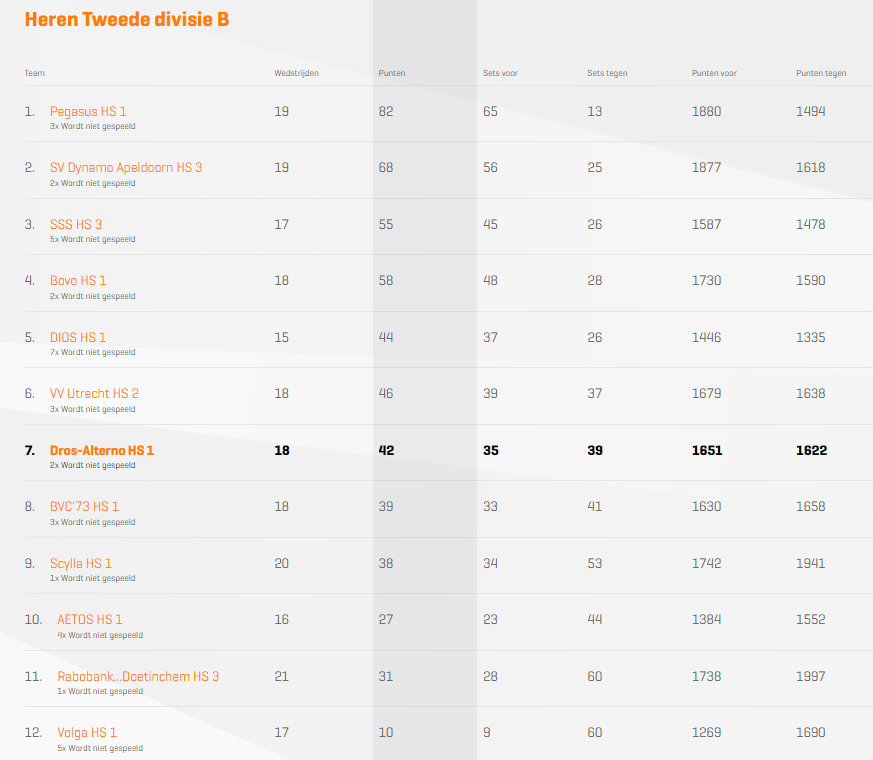 Heren Tweede divisie B
Team Wedstrijden Punten Sets voor Sets tegen Punten voor Punten tegen
1. Pegasus HS 1 19 82 65 13 1880 1494
3x Wordt niet gespeeld
2. SV Dynamo Apeldoorn HS 3 19 68 56 25 1877 1618
2x Wordt niet gespeeld
3. SSS HS 3 17 55 45 26 1587 1478
5x Wordt niet gespeeld
4. Bovo HS 1 18 58 48 28 1730 1590
2x Wordt niet gespeeld
5. DIOS HS 1 15 44 37 26 1446 1335
7x Wordt niet gespeeld
6. VV Utrecht HS 2 18 46 39 37 1679 1638
3x Wordt niet gespeeld
7. Dros-Alterno HS 1 18 42 35 39 1651 1622
2x Wordt niet gespeeld
8. BVC'73 HS 1 18 39 33 41 1630 1658
3x Wordt niet gespeeld
9. Scylla HS 1 20 38 34 53 1742 1941
1x Wordt niet gespeeld
10. AETOS HS 1 16 27 23 44 1384 1552
4x Wordt niet gespeeld
11. Rabobank...Doetinchem HS 3 21 31 28 60 1738 1997
1x Wordt niet gespeeld
12. Volga HS 1 17 10 9 60 1269 1690
5x Wordt niet gespeeld